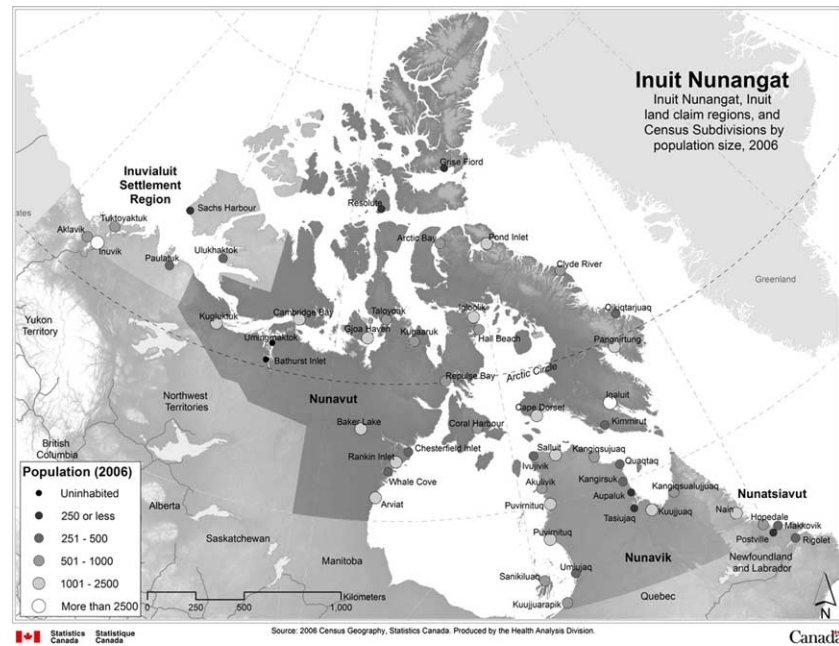 Inuit Nunangat
Inuit Nunangat, Inuit
land claim regions, and
Census Subdivisions by
population size, 2006
Grise Fiord
Inuvialuit
Settlement
Region
Sachs Harbour
Resolute
Tuktoyaktuk
Aklavik
Inuvik
Paulatuk
Ulukhaktok
Arctic Bay
Pond Inlet
Clyde River
Greenland
Qikiqtarjuaq
Yukon
Territory
Kugluktuk
Cambridge Bay
Umingmaktok
Bathurst Inlet
Taloyoak
Gjoa Haven
Kugaaruk
Igloolik
Hall Beach
Pangnirtung
Repulse Bay
Arctic Circle
Northwest
Territories
Nunavut
Iqaluit
Cape Dorset
Kimmirut
Baker Lake
Coral Harbour
British
Columbia
Rankin Inlet
Chesterfield Inlet
Whale Cove
Arviat
Salluit
Kangiqsujuaq
Ivujivik
Quaqtaq
Akulivik
Kangirsuk
Kangiqsualujjuaq
Aupaluk
Puvirnituq
Tasiujaq
Kuujjuaq
Nunatsiavut
Nain
Hopedale
Makkovik
Postville
Rigolet
Newfoundland
and Labrador
Puvirnituq
Nunavik
Umiujaq
Sanikiluaq
Kuujjuarapik
Quebec
Alberta
Saskatchewan
Manitoba
Population (2006)
Uninhabited
250 or less
251 - 500
501 - 1000
1001 - 2500
More than 2500
Kilometers
0 250 500 1,000
N
Statistics Statistique
Canada Canada
Source: 2006 Census Geography, Statistics Canada. Produced by the Health Analysis Division.
Canada